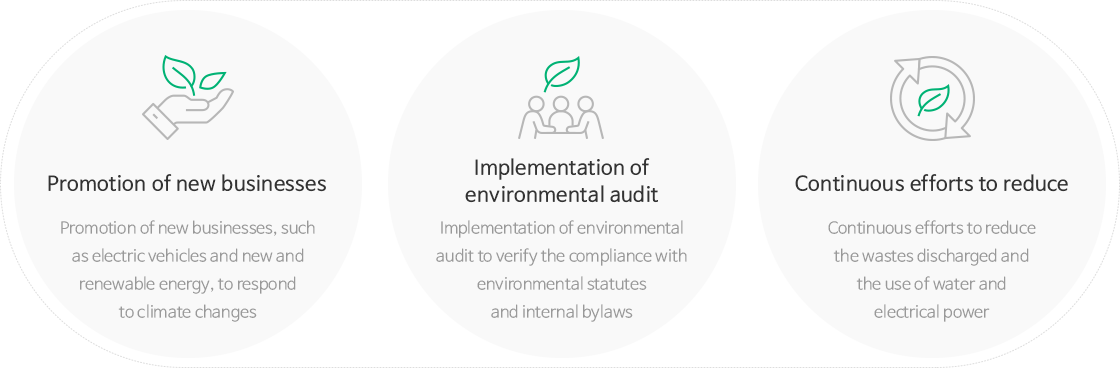 Promotion of new businesses
Promotion of new businesses, such
as electric vehicles and new and
renewable energy, to respond
to climate changes
Implementation of
environmental audit
Implementation of environmental
audit to verify the compliance with
environmental statutes
and internal bylaws
Continuous efforts to reduce
Continuous efforts to reduce
the wastes discharged and
the use of water and
electrical power